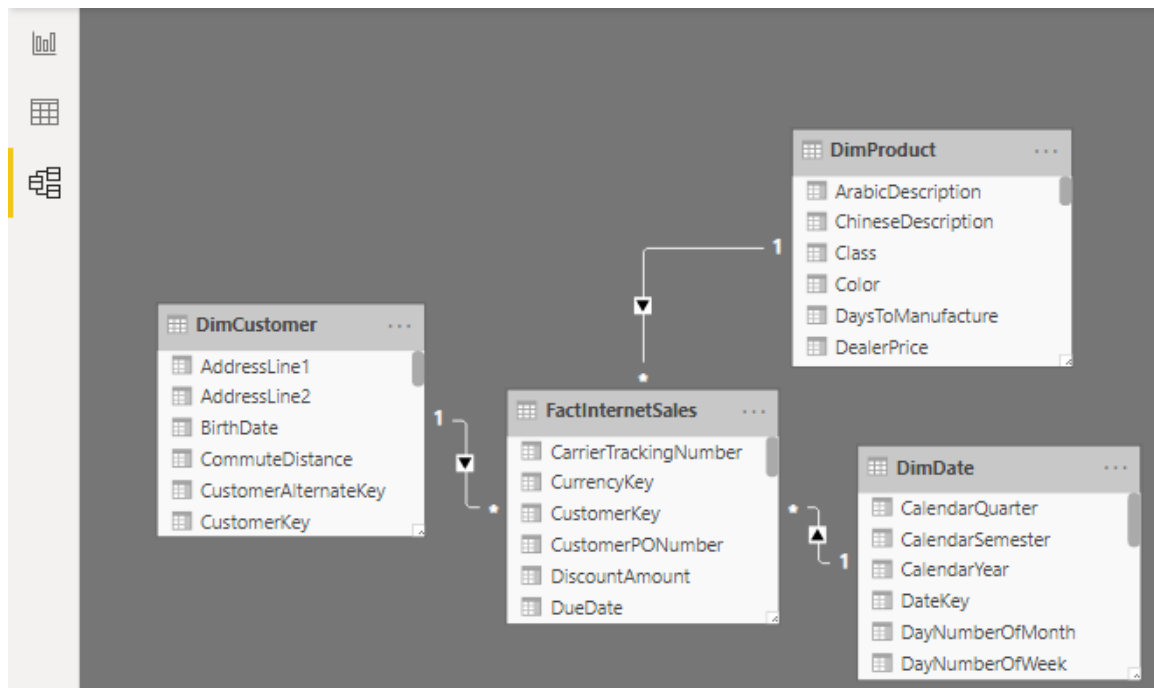 DimProduct
ArabicDescription
ChineseDescription
Class
Color
DaysToManufacture
DealerPrice
1
*
DimCustomer
AddressLine1
AddressLine2
BirthDate
CommuteDistance
CustomerAlternateKey
CustomerKey
1
*
FactInternetSales
CarrierTrackingNumber
CurrencyKey
CustomerKey
CustomerPONumber
DiscountAmount
DueDate
*
1
DimDate
CalendarQuarter
CalendarSemester
CalendarYear
DateKey
DayNumberOfMonth
DayNumberOfWeek